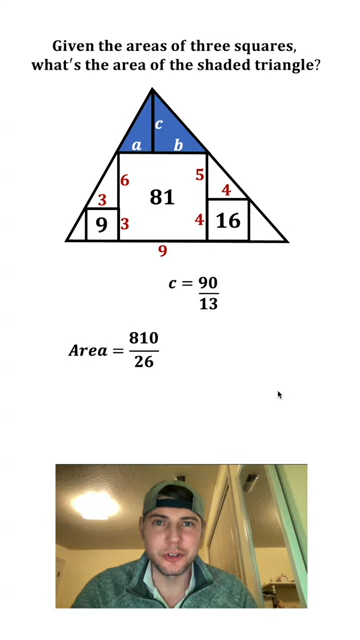 Given the areas of three squares,
what's the area of the shaded triangle?
c
a b
6 5
81
3 4
9 3 4 16
9
c = 90/13
Area = 810/26